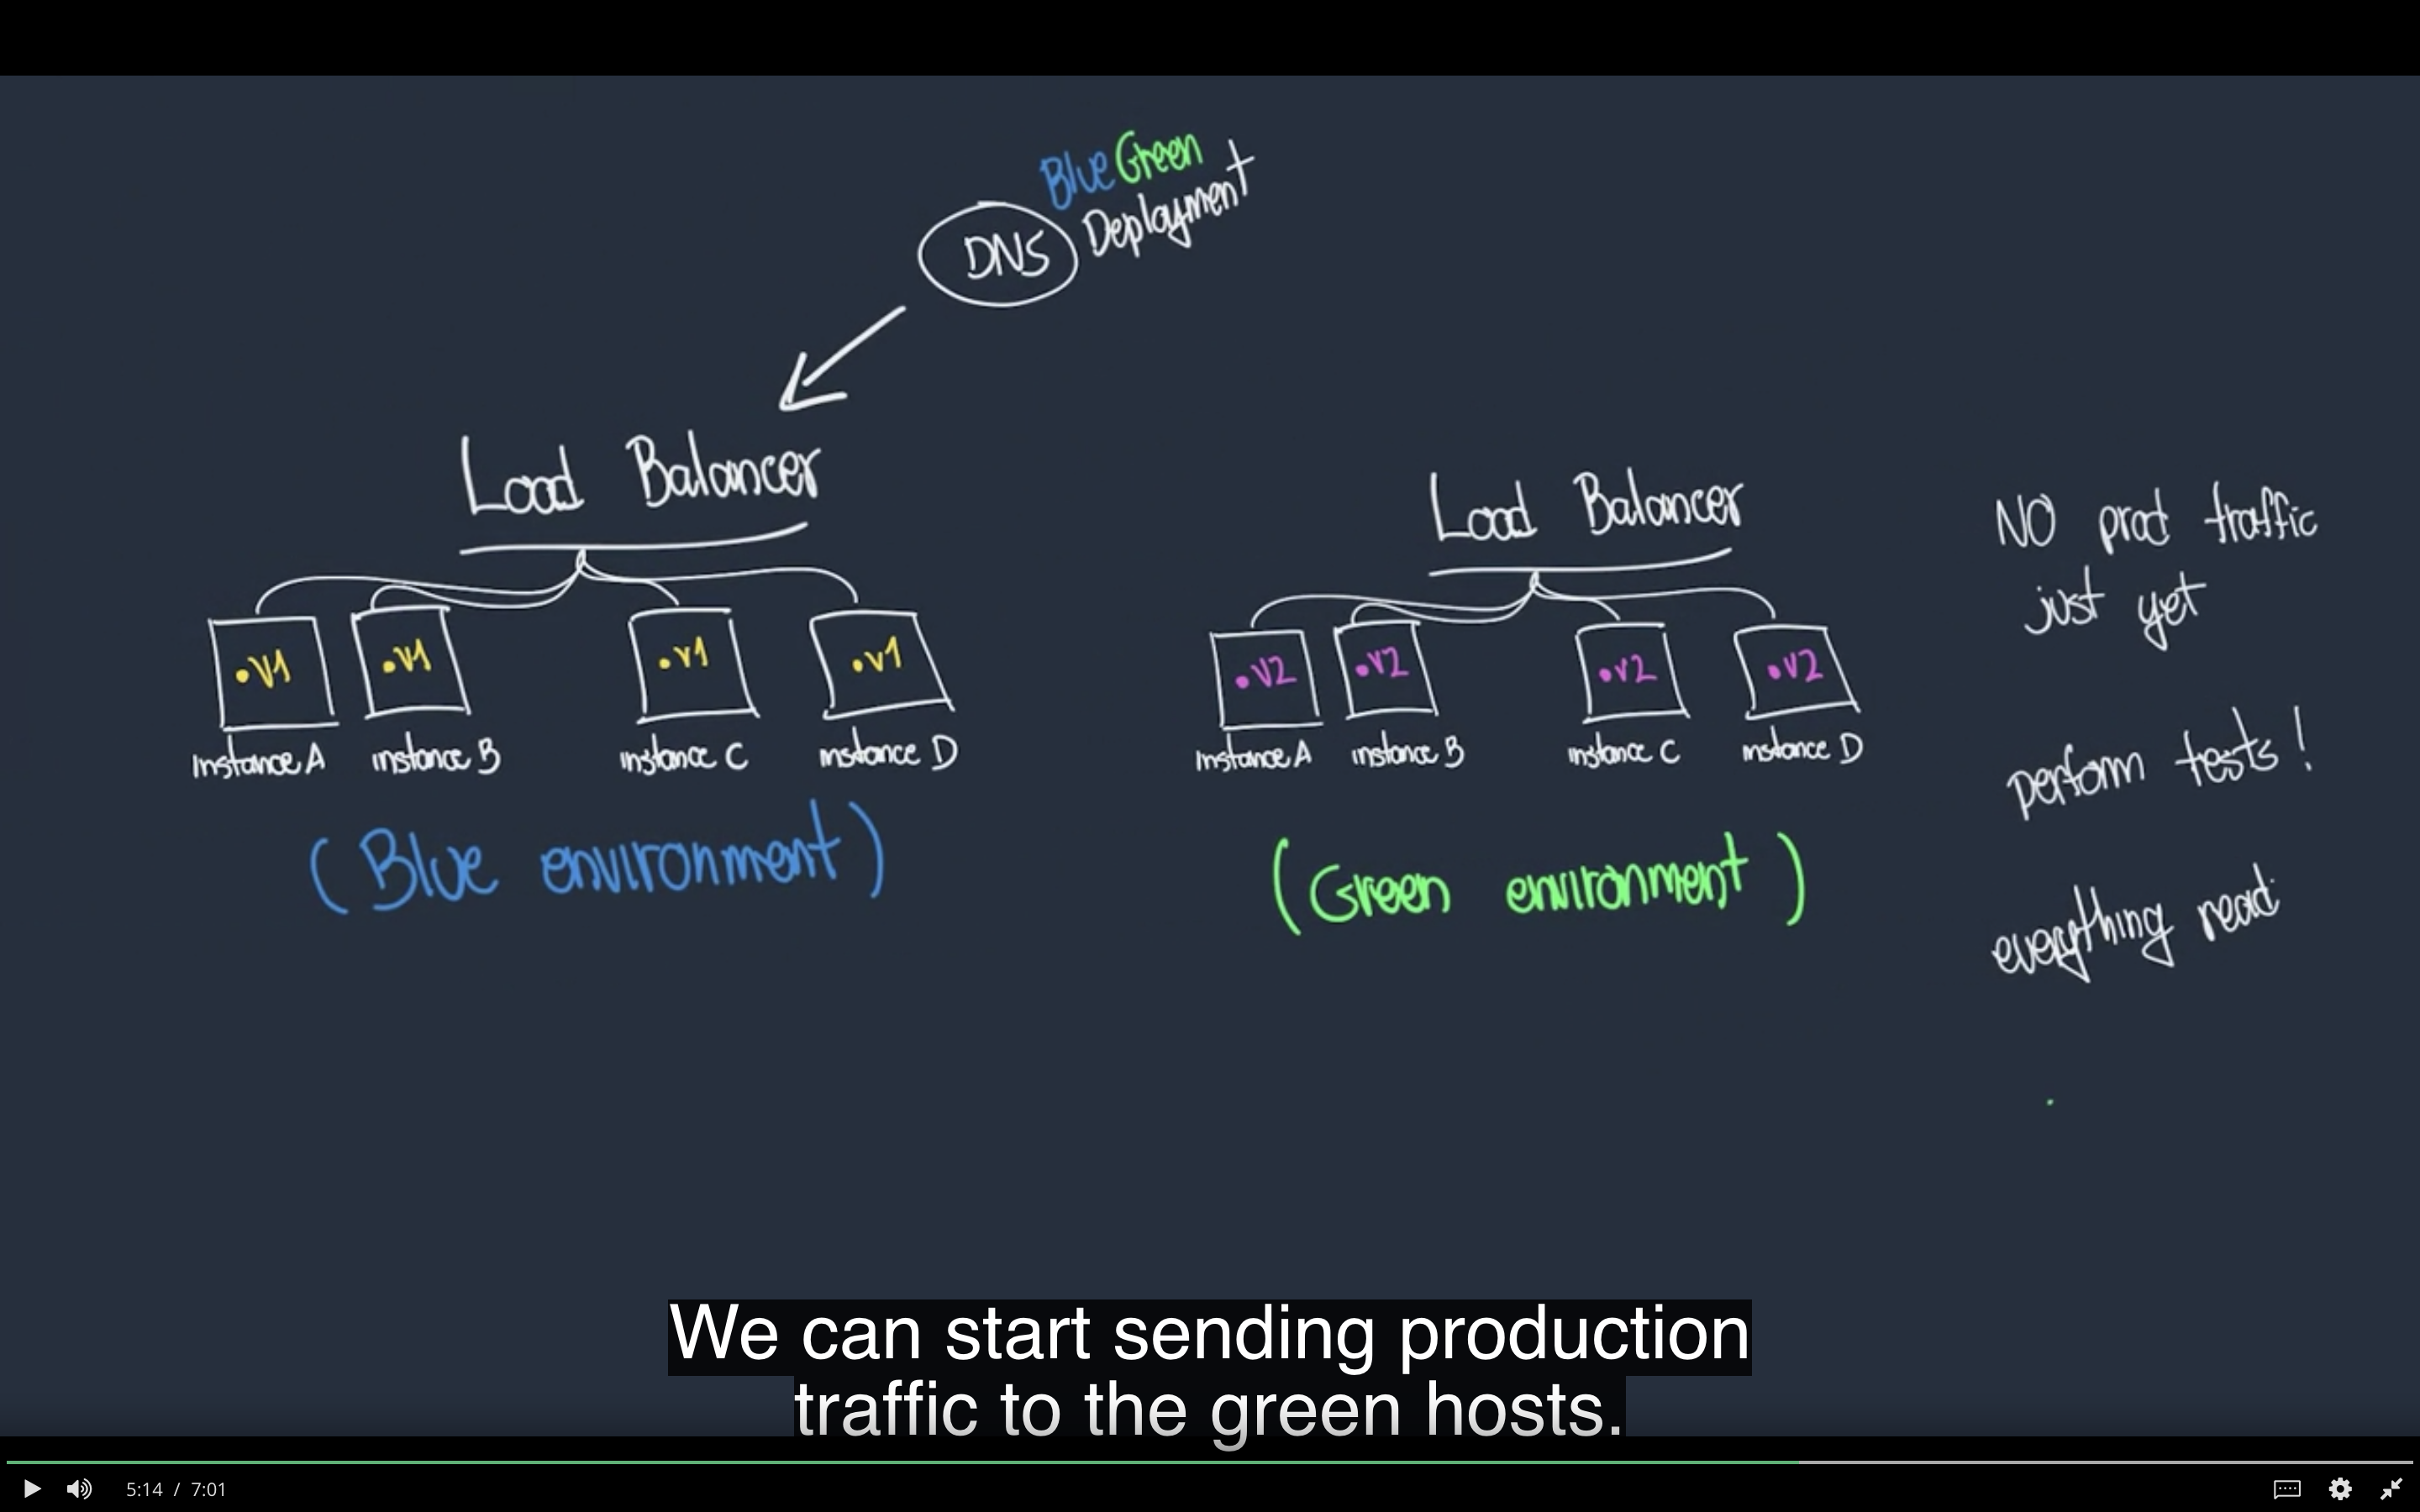 Blue Green
Deployment
DNS
Load Balancer
.V1 .V1 .V1 .V1
instance A instance B instance C instance D
(Blue environment)
Load Balancer
.V2 .V2 .V2 .V2
instance A instance B instance C instance D
(Green environment)
NO prod traffic
just yet
perform tests!
everything read
We can start sending production
traffic to the green hosts.
5:14 / 7:01